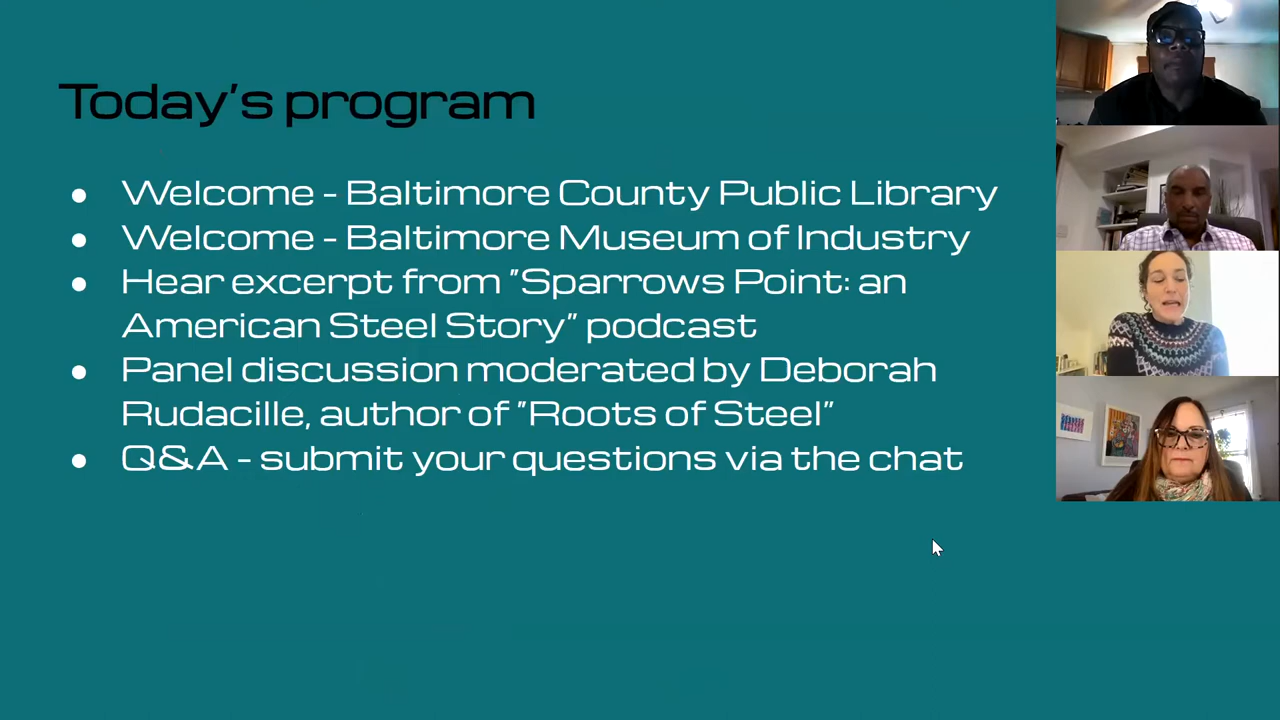 Today's program
● Welcome - Baltimore County Public Library
● Welcome - Baltimore Museum of Industry
● Hear excerpt from "Sparrows Point: an
American Steel Story" podcast
● Panel discussion moderated by Deborah
Rudacille, author of "Roots of Steel"
● Q&A - submit your questions via the chat